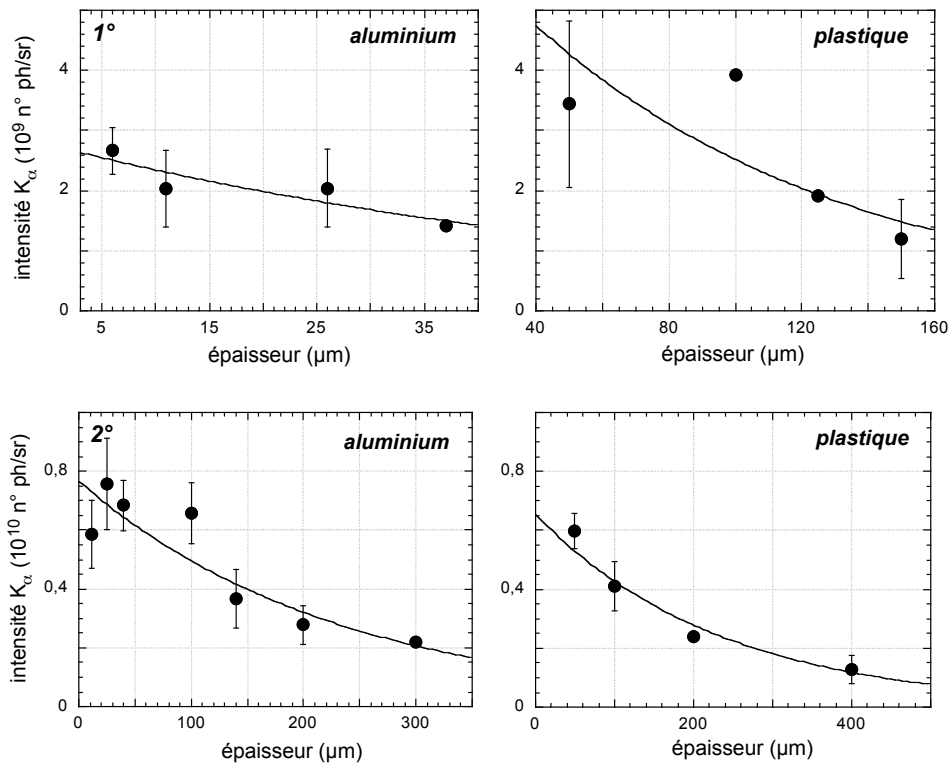 1°
aluminium
intensité Kα (10⁹ n° ph/sr)
4
2
0
5
15
25
35
épaisseur (µm)
plastique
4
2
0
40
80
120
160
épaisseur (µm)
2°
aluminium
intensité Kα (10¹⁰ n° ph/sr)
0,8
0,4
0
0
100
200
300
épaisseur (µm)
plastique
0,8
0,4
0
0
200
400
épaisseur (µm)